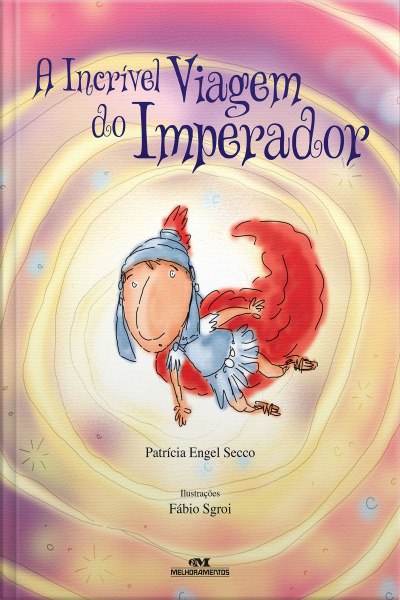 A Incrível Viagem
do Imperador
Patrícia Engel Secco
Ilustrações
Fábio Sgroi
MELHORAMENTOS